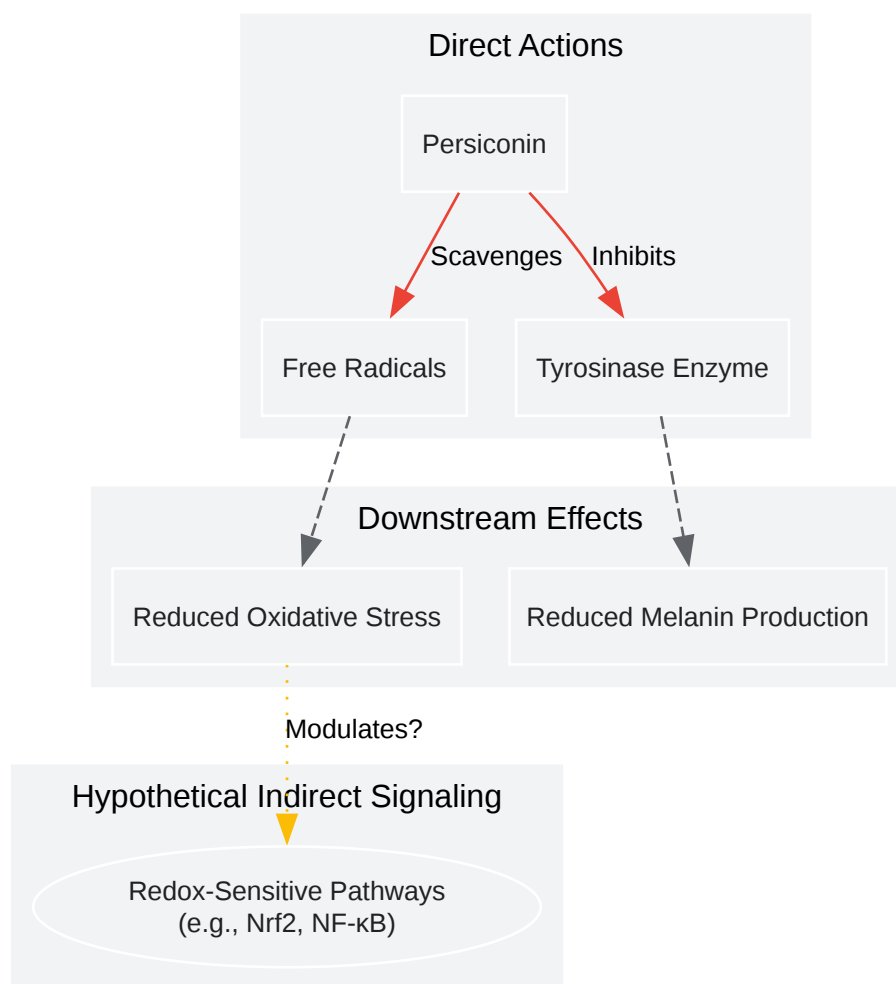 Direct Actions
Persiconin
Scavenges
Inhibits
Free Radicals
Tyrosinase Enzyme
Downstream Effects
Reduced Oxidative Stress
Reduced Melanin Production
Modulates?
Hypothetical Indirect Signaling
Redox-Sensitive Pathways
(e.g., Nrf2, NF-κB)